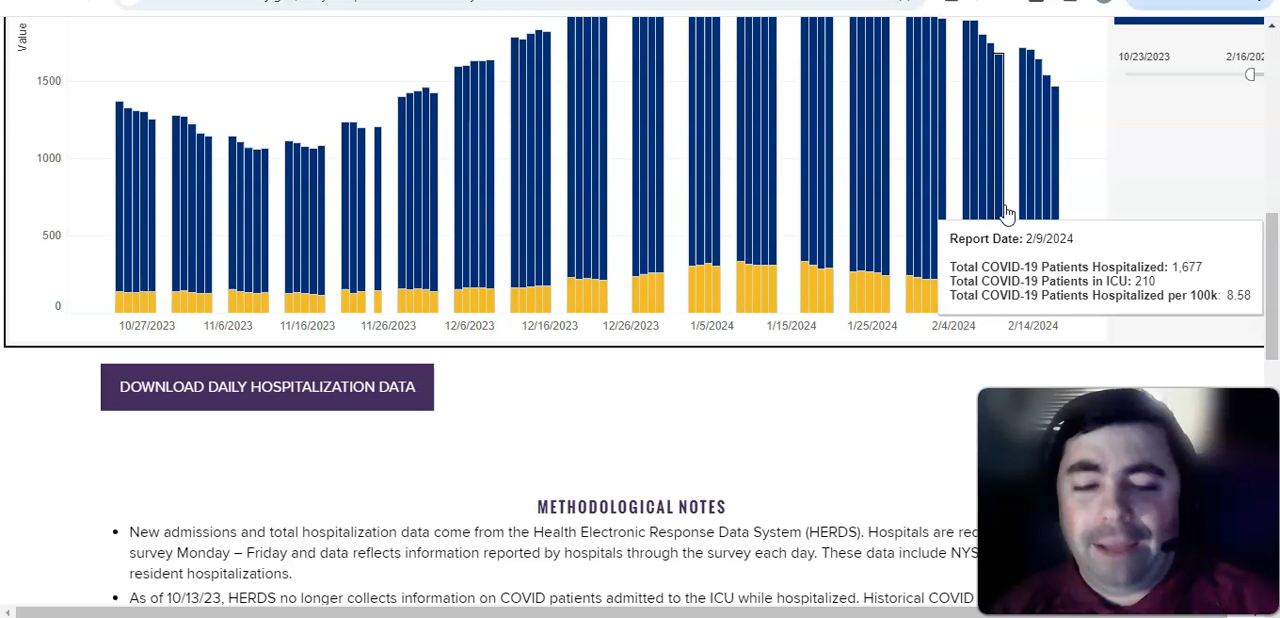 Value
1500
1000
500
0
10/27/2023 11/6/2023 11/16/2023 11/26/2023 12/6/2023 12/16/2023 12/26/2023 1/5/2024 1/15/2024 1/25/2024 2/4/2024 2/14/2024
10/23/2023
Report Date: 2/9/2024
Total COVID-19 Patients Hospitalized: 1,677
Total COVID-19 Patients in ICU: 210
Total COVID-19 Patients Hospitalized per 100k: 8.58
DOWNLOAD DAILY HOSPITALIZATION DATA
METHODOLOGICAL NOTES
• New admissions and total hospitalization data come from the Health Electronic Response Data System (HERDS). Hospitals are
survey Monday – Friday and data reflects information reported by hospitals through the survey each day. These data include NYS
resident hospitalizations.
• As of 10/13/23, HERDS no longer collects information on COVID patients admitted to the ICU while hospitalized. Historical COVID